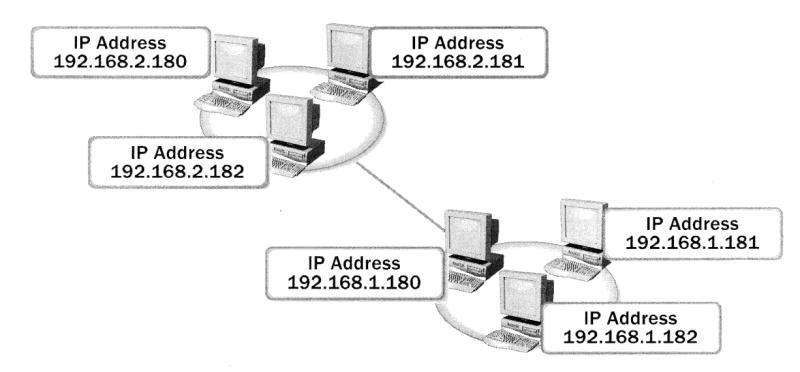 IP Address
192.168.2.180
IP Address
192.168.2.181
IP Address
192.168.2.182
IP Address
192.168.1.181
IP Address
192.168.1.180
IP Address
192.168.1.182